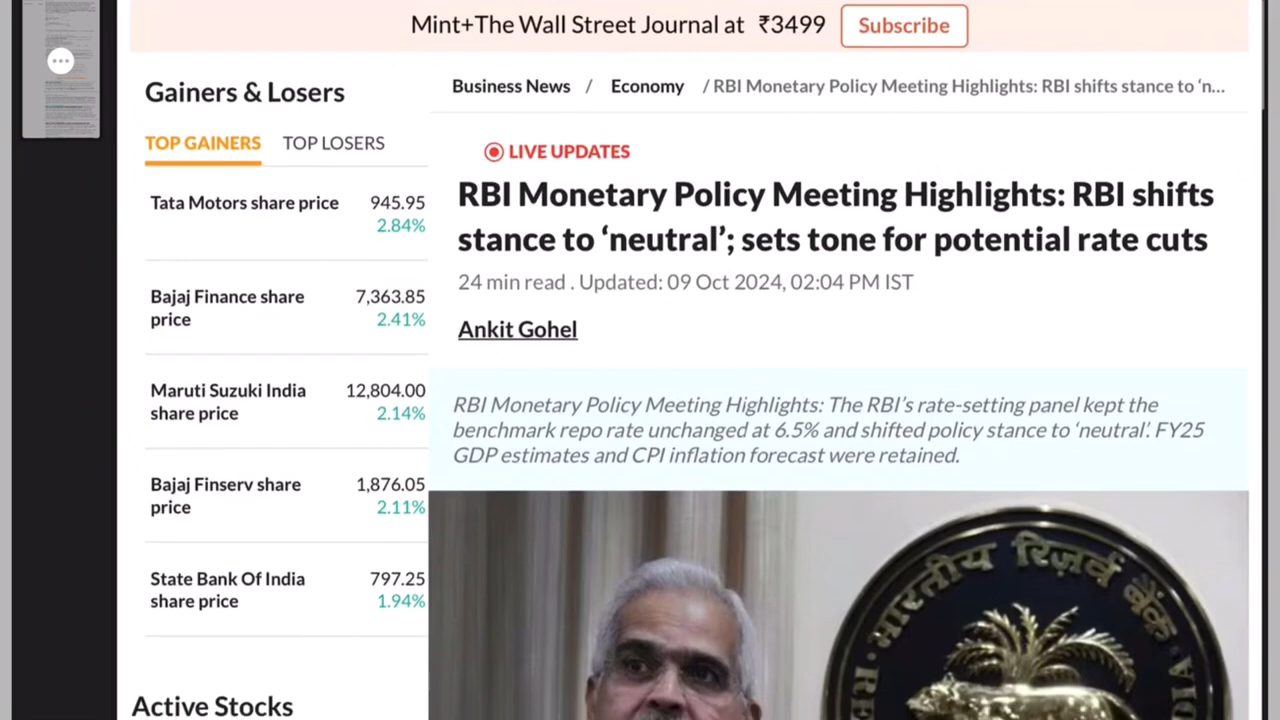 Mint+The Wall Street Journal at ₹3499 Subscribe
Gainers & Losers
TOP GAINERS TOP LOSERS
Tata Motors share price 945.95
2.84%
Bajaj Finance share 7,363.85
price 2.41%
Maruti Suzuki India 12,804.00
share price 2.14%
Bajaj Finserv share 1,876.05
price 2.11%
State Bank Of India 797.25
share price 1.94%
Active Stocks
Business News / Economy / RBI Monetary Policy Meeting Highlights: RBI shifts stance to ‘n...
LIVE UPDATES
RBI Monetary Policy Meeting Highlights: RBI shifts
stance to ‘neutral’; sets tone for potential rate cuts
24 min read . Updated: 09 Oct 2024, 02:04 PM IST
Ankit Gohel
RBI Monetary Policy Meeting Highlights: The RBI’s rate-setting panel kept the
benchmark repo rate unchanged at 6.5% and shifted policy stance to ‘neutral’. FY25
GDP estimates and CPI inflation forecast were retained.
भारतीय रिज़र्व बैंक